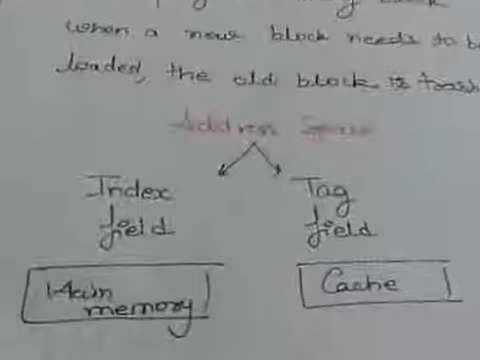 when a new block needs to be
loaded, the old block is
Address Space
Index field
Tag field
Main memory
Cache